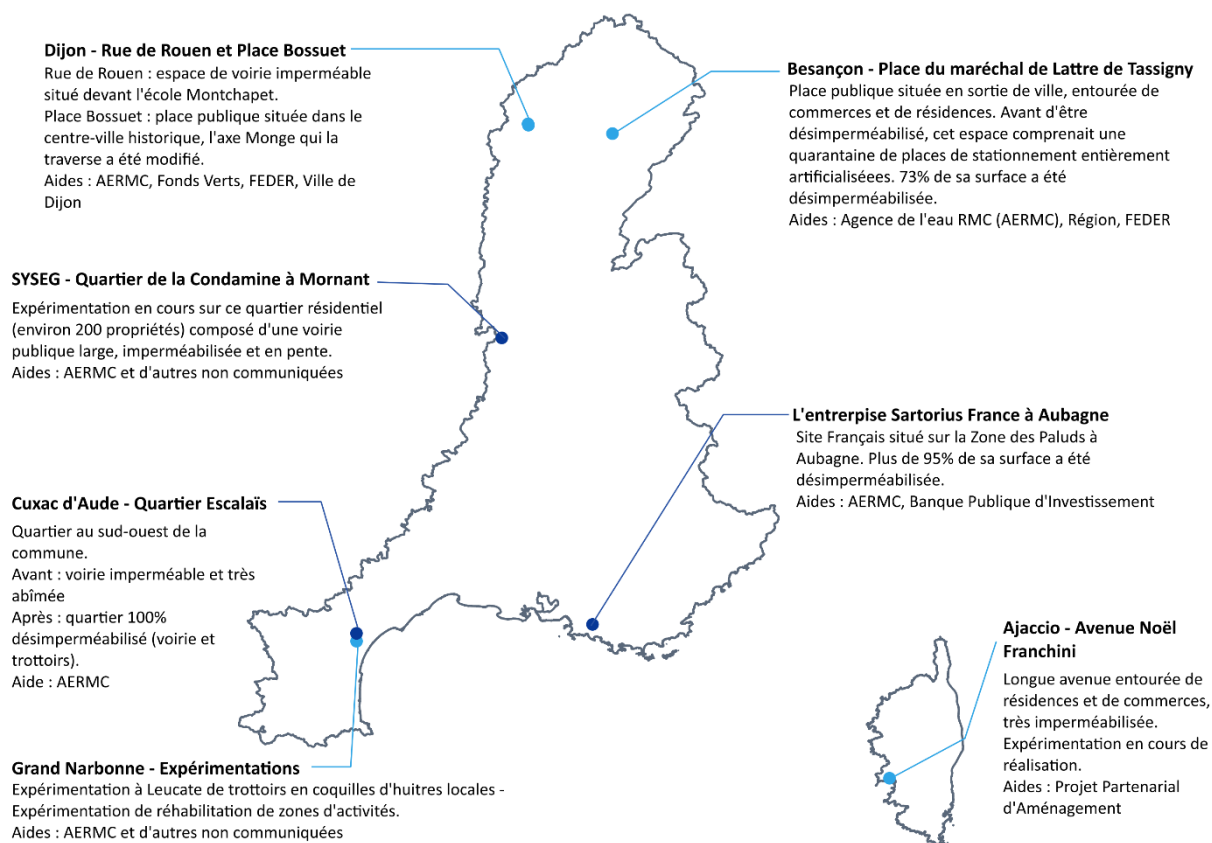 Dijon - Rue de Rouen et Place Bossuet
Rue de Rouen : espace de voirie imperméable
situé devant l'école Montchapet.
Place Bossuet : place publique située dans le
centre-ville historique, l'axe Monge qui la
traverse a été modifié.
Aides : AERMC, Fonds Verts, FEDER, Ville de
Dijon
Besançon - Place du maréchal de Lattre de Tassigny
Place publique située en sortie de ville, entourée de
commerces et de résidences. Avant d'être
désimperméabilisé, cet espace comprenait une
quarantaine de places de stationnement entièrement
artificialiséees. 73% de sa surface a été
désimperméabilisée.
Aides : Agence de l'eau RMC (AERMC), Région, FEDER
SYSEG - Quartier de la Condamine à Mornant
Expérimentation en cours sur ce quartier résidentiel
(environ 200 propriétés) composé d'une voirie
publique large, imperméabilisée et en pente.
Aides : AERMC et d'autres non communiquées
L'entrerpise Sartorius France à Aubagne
Site Français situé sur la Zone des Paluds à
Aubagne. Plus de 95% de sa surface a été
désimperméabilisée.
Aides : AERMC, Banque Publique d'Investissement
Cuxac d'Aude - Quartier Escalaïs
Quartier au sud-ouest de la
commune.
Avant : voirie imperméable et très
abîmée
Après : quartier 100%
désimperméabilisé (voirie et
trottoirs).
Aide : AERMC
Ajaccio - Avenue Noël
Franchini
Longue avenue entourée de
résidences et de commerces,
très imperméabilisée.
Expérimentation en cours de
réalisation.
Aides : Projet Partenarial
d'Aménagement
Grand Narbonne - Expérimentations
Expérimentation à Leucate de trottoirs en coquilles d'huitres locales -
Expérimentation de réhabilitation de zones d'activités.
Aides : AERMC et d'autres non communiquées